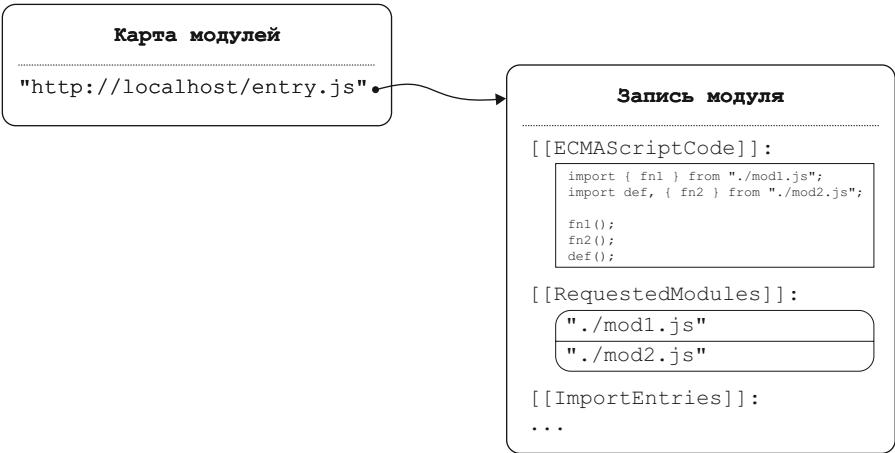 Карта модулей
"http://localhost/entry.js"
Запись модуля
[[ECMAScriptCode]]:
import { fn1 } from "./mod1.js";
import def, { fn2 } from "./mod2.js";
fn1();
fn2();
def();
[[RequestedModules]]:
"./mod1.js"
"./mod2.js"
[[ImportEntries]]:
...